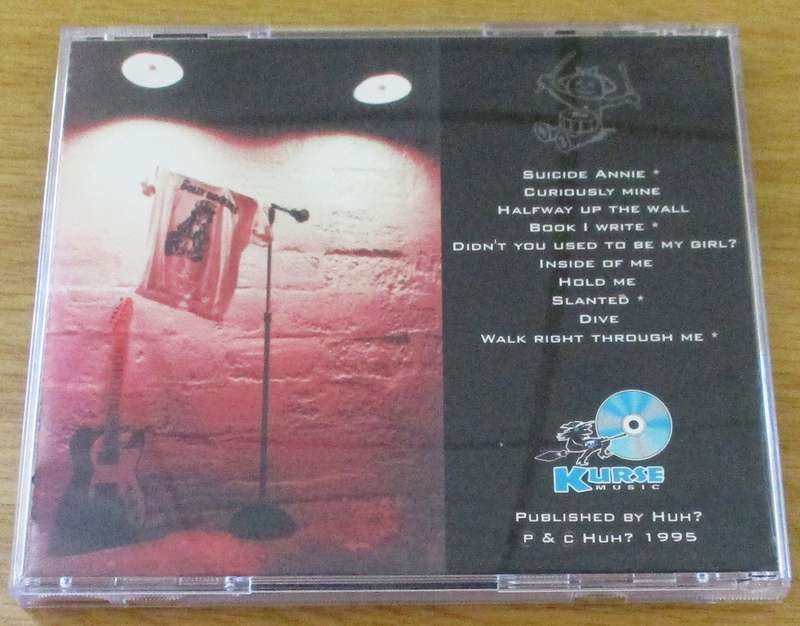 Suicide Annie *
Curiously mine
Halfway up the wall
Book I write *
Didn't you used to be my girl?
Inside of me
Hold me
Slanted *
Dive
Walk right through me *
Kurse
Music
Published by Huh?
P & C Huh? 1995